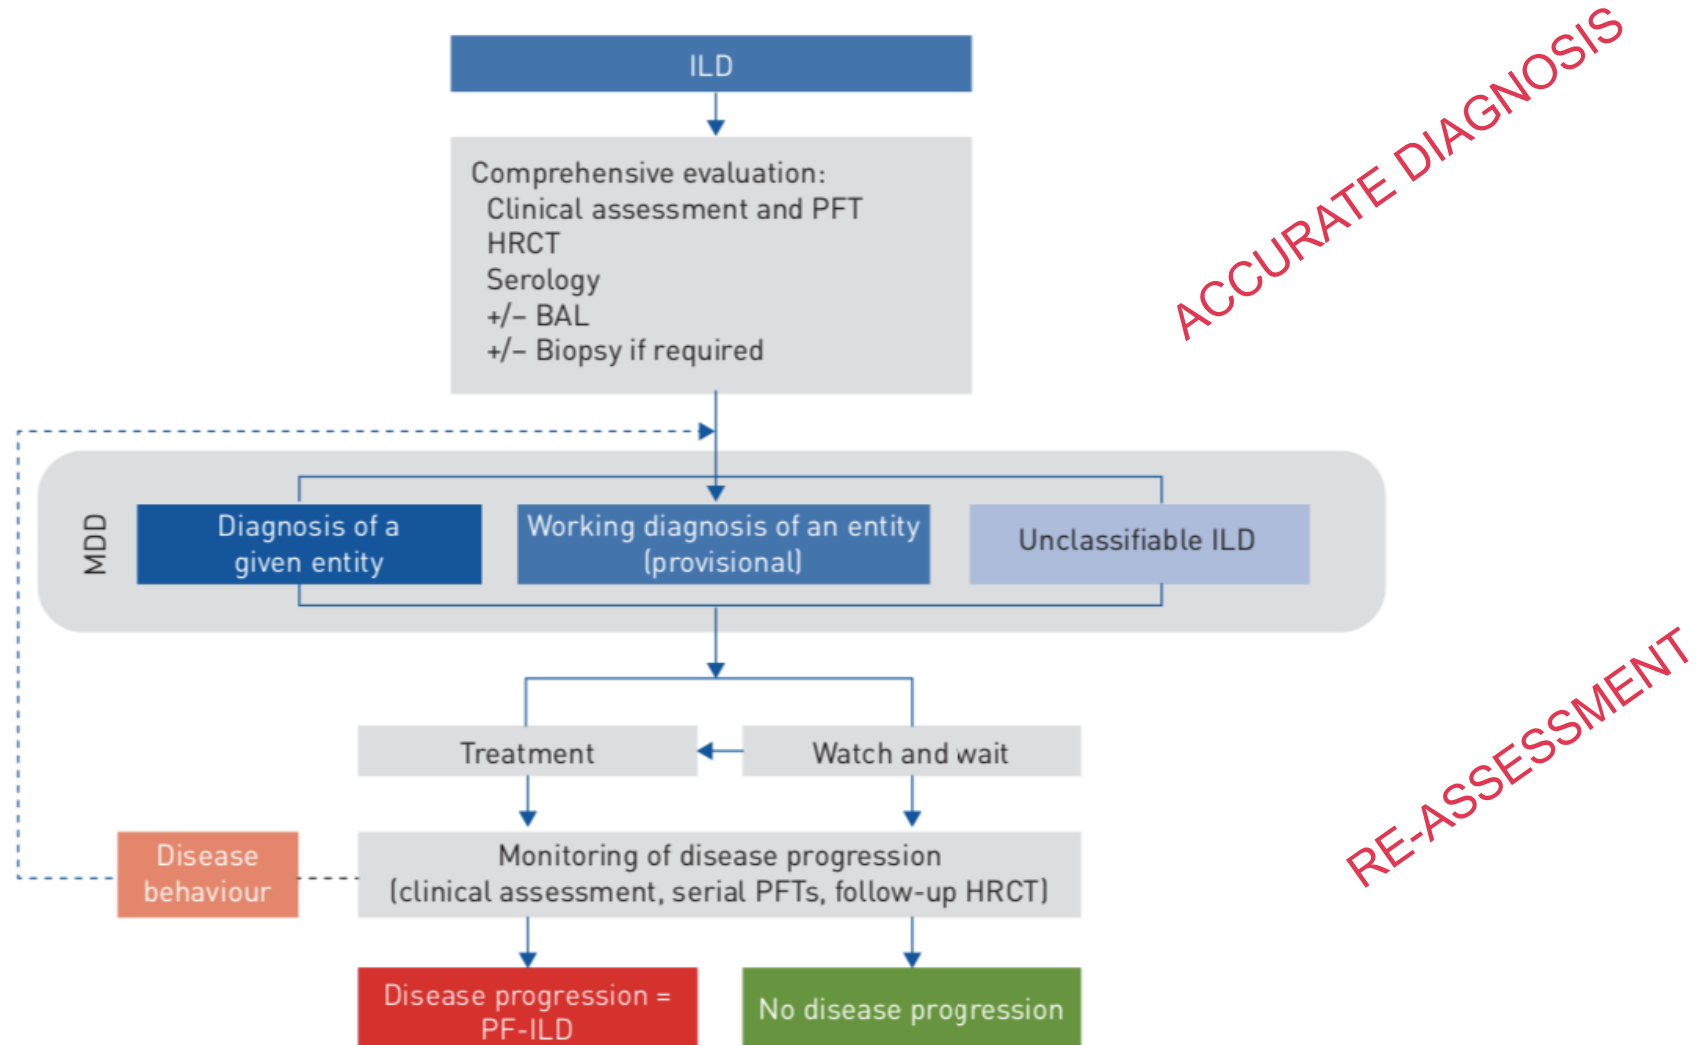 ILD
ACCURATE DIAGNOSIS
Comprehensive evaluation:
Clinical assessment and PFT
HRCT
Serology
+/– BAL
+/– Biopsy if required
MDD
Diagnosis of a
given entity
Working diagnosis of an entity
(provisional)
Unclassifiable ILD
RE-ASSESSMENT
Treatment
Watch and wait
Disease
behaviour
Monitoring of disease progression
(clinical assessment, serial PFTs, follow-up HRCT)
Disease progression =
PF-ILD
No disease progression